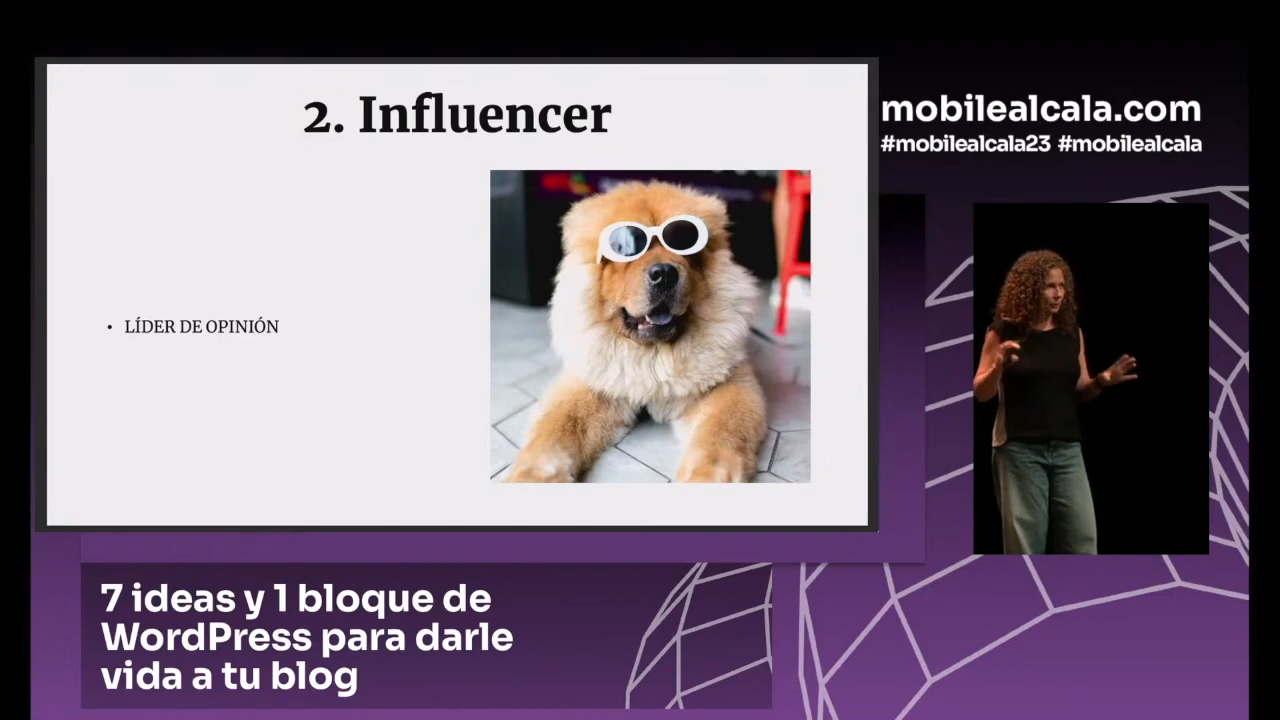 2. Influencer
• LÍDER DE OPINIÓN
mobilealcala.com
#mobilealcala23 #mobilealcala
7 ideas y 1 bloque de
WordPress para darle
vida a tu blog